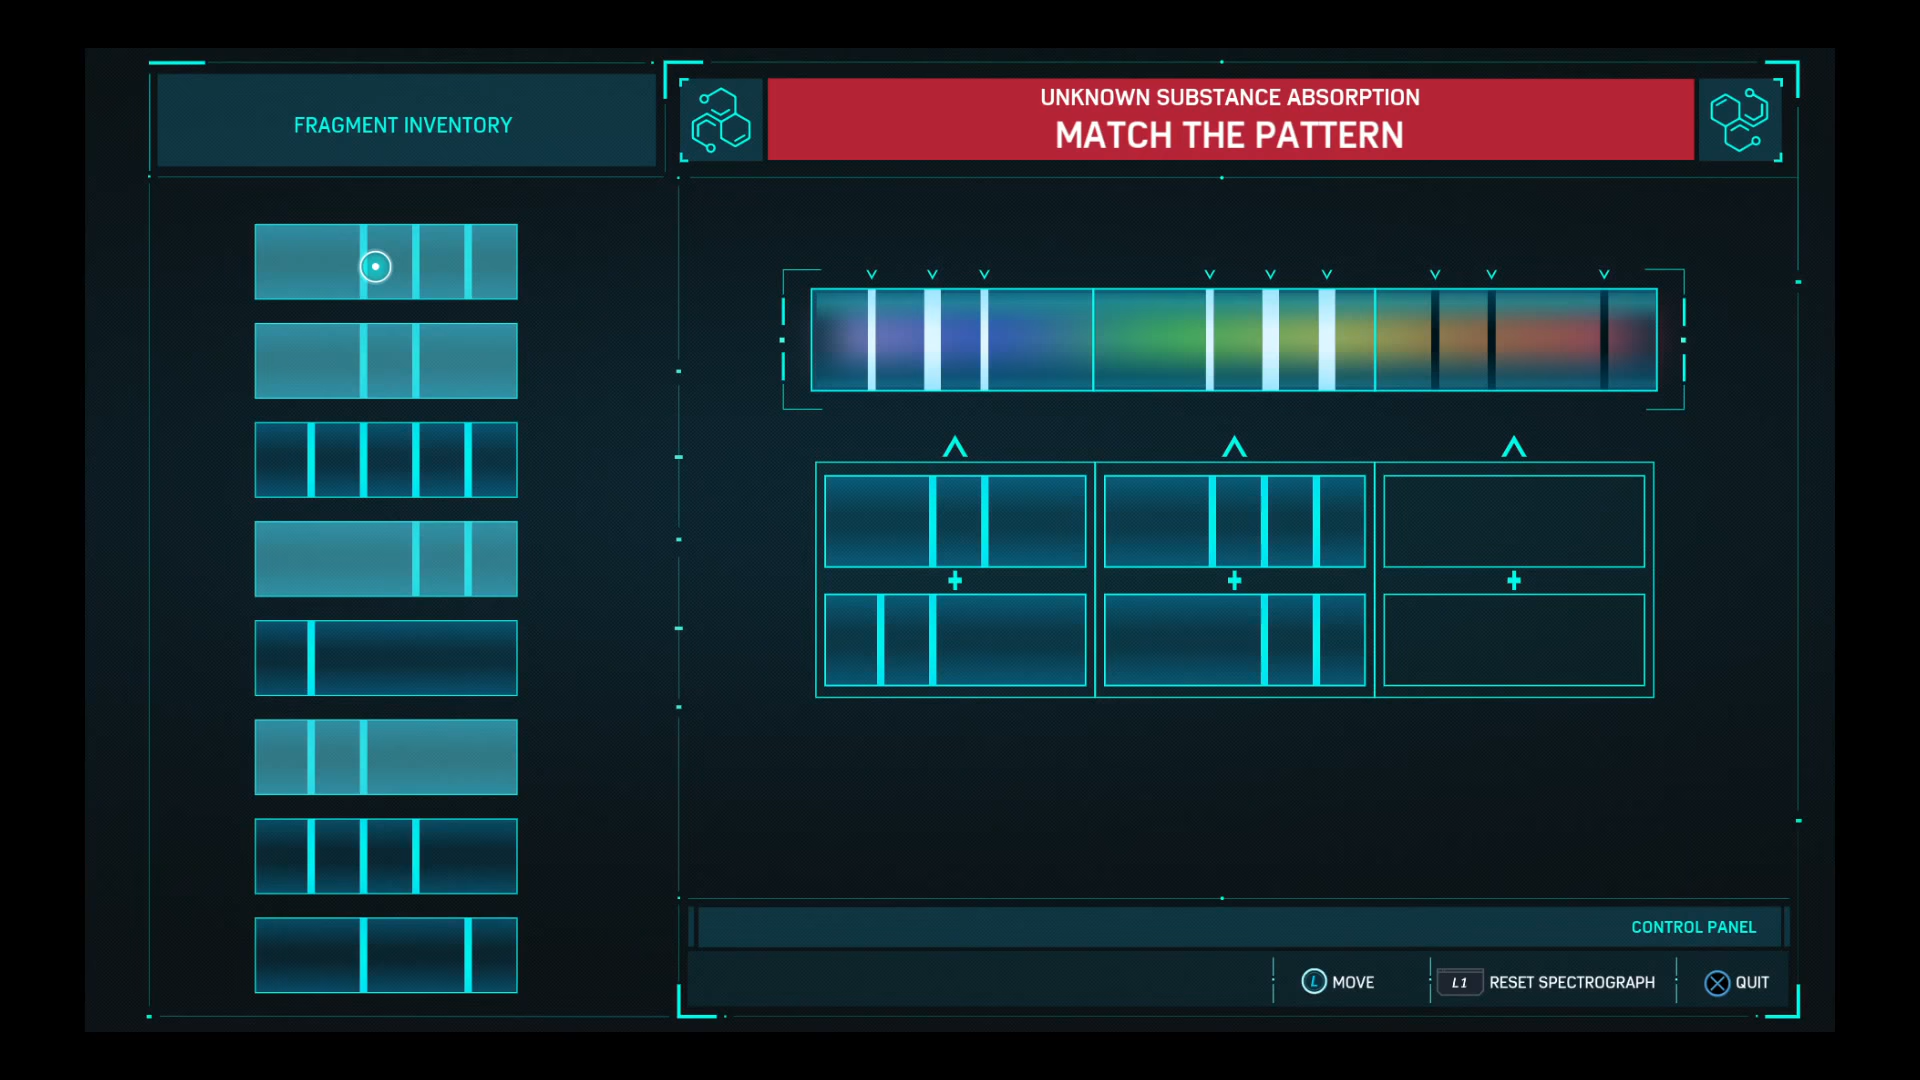 FRAGMENT INVENTORY
UNKNOWN SUBSTANCE ABSORPTION
MATCH THE PATTERN
CONTROL PANEL
L MOVE
L1 RESET SPECTROGRAPH
QUIT